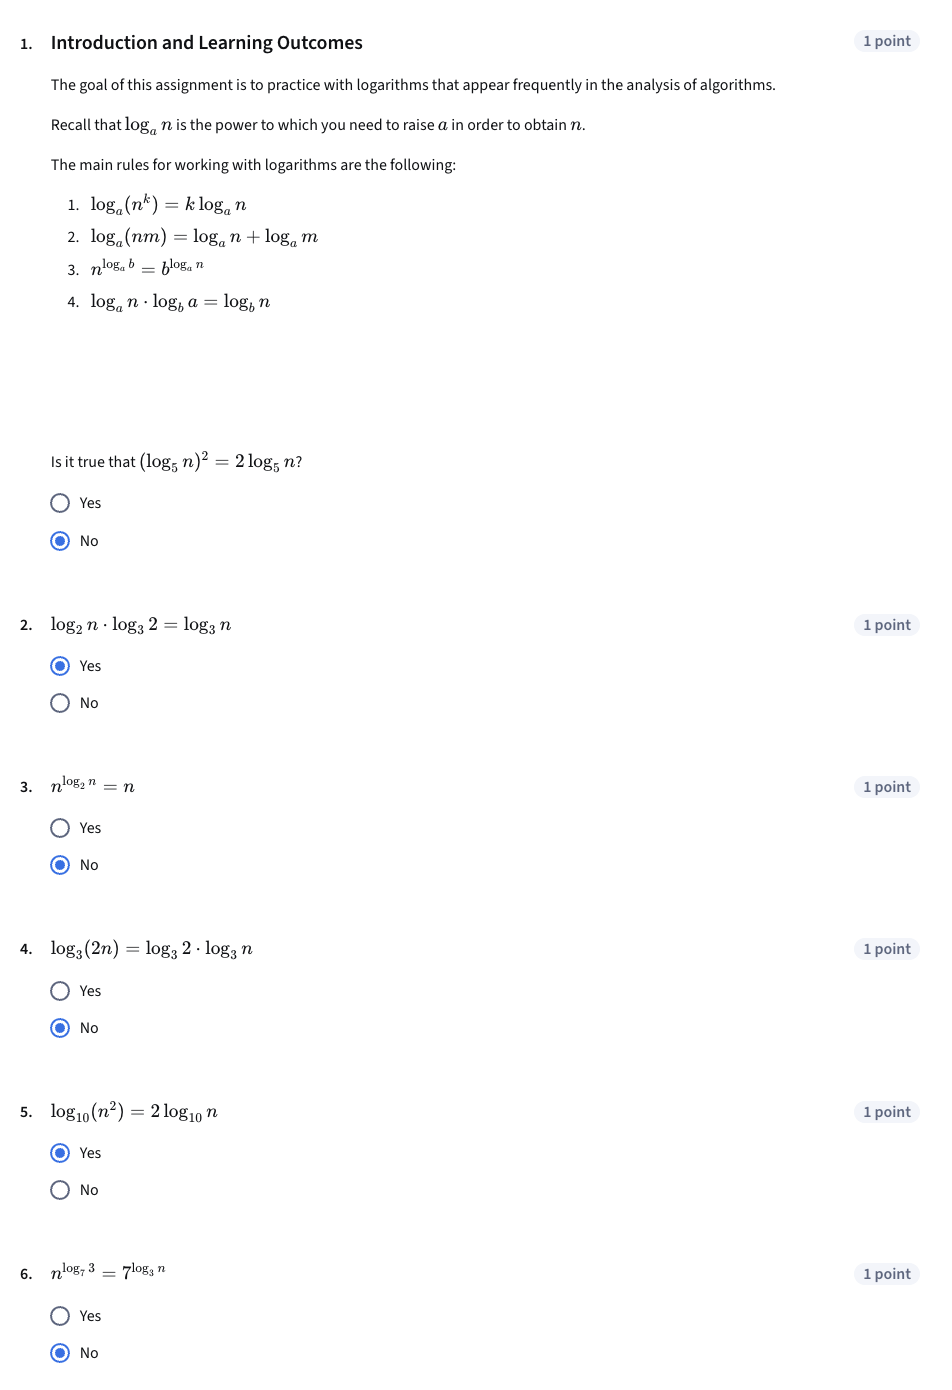 1. Introduction and Learning Outcomes 1 point
The goal of this assignment is to practice with logarithms that appear frequently in the analysis of algorithms.
Recall that $\log_a n$ is the power to which you need to raise $a$ in order to obtain $n$.
The main rules for working with logarithms are the following:
1. $\log_a(n^k) = k \log_a n$
2. $\log_a(nm) = \log_a n + \log_a m$
3. $n^{\log_a b} = b^{\log_a n}$
4. $\log_a n \cdot \log_b a = \log_b n$
Is it true that $(\log_5 n)^2 = 2 \log_5 n$?
Yes
No
2. $\log_2 n \cdot \log_3 2 = \log_3 n$ 1 point
Yes
No
3. $n^{\log_2 n} = n$ 1 point
Yes
No
4. $\log_3(2n) = \log_3 2 \cdot \log_3 n$ 1 point
Yes
No
5. $\log_{10}(n^2) = 2 \log_{10} n$ 1 point
Yes
No
6. $n^{\log_7 3} = 7^{\log_3 n}$ 1 point
Yes
No